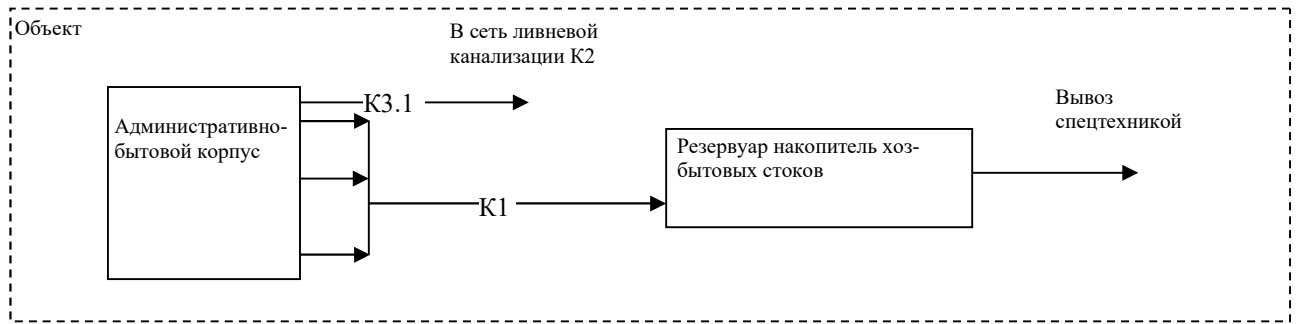 Объект
В сеть ливневой
канализации К2
К3.1
Административно-
бытовой корпус
Вывоз
спецтехникой
Резервуар накопитель хоз-
бытовых стоков
К1